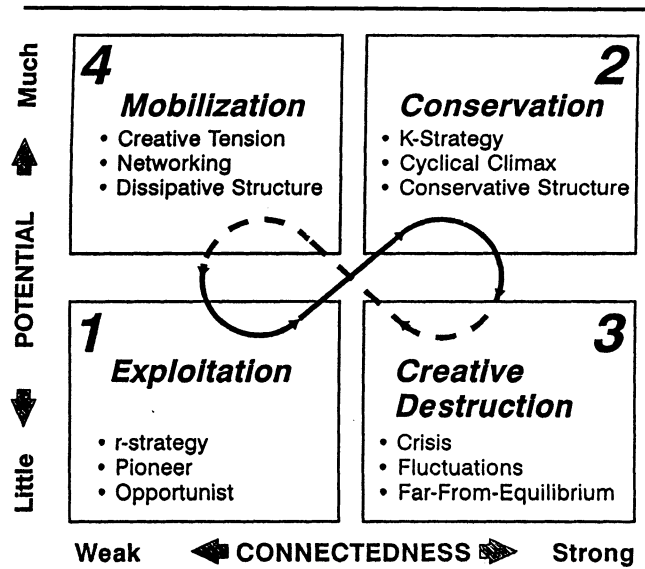 Much
POTENTIAL
Little
4
Mobilization
• Creative Tension
• Networking
• Dissipative Structure
2
Conservation
• K-Strategy
• Cyclical Climax
• Conservative Structure
1
Exploitation
• r-strategy
• Pioneer
• Opportunist
3
Creative
Destruction
• Crisis
• Fluctuations
• Far-From-Equilibrium
Weak CONNECTEDNESS Strong